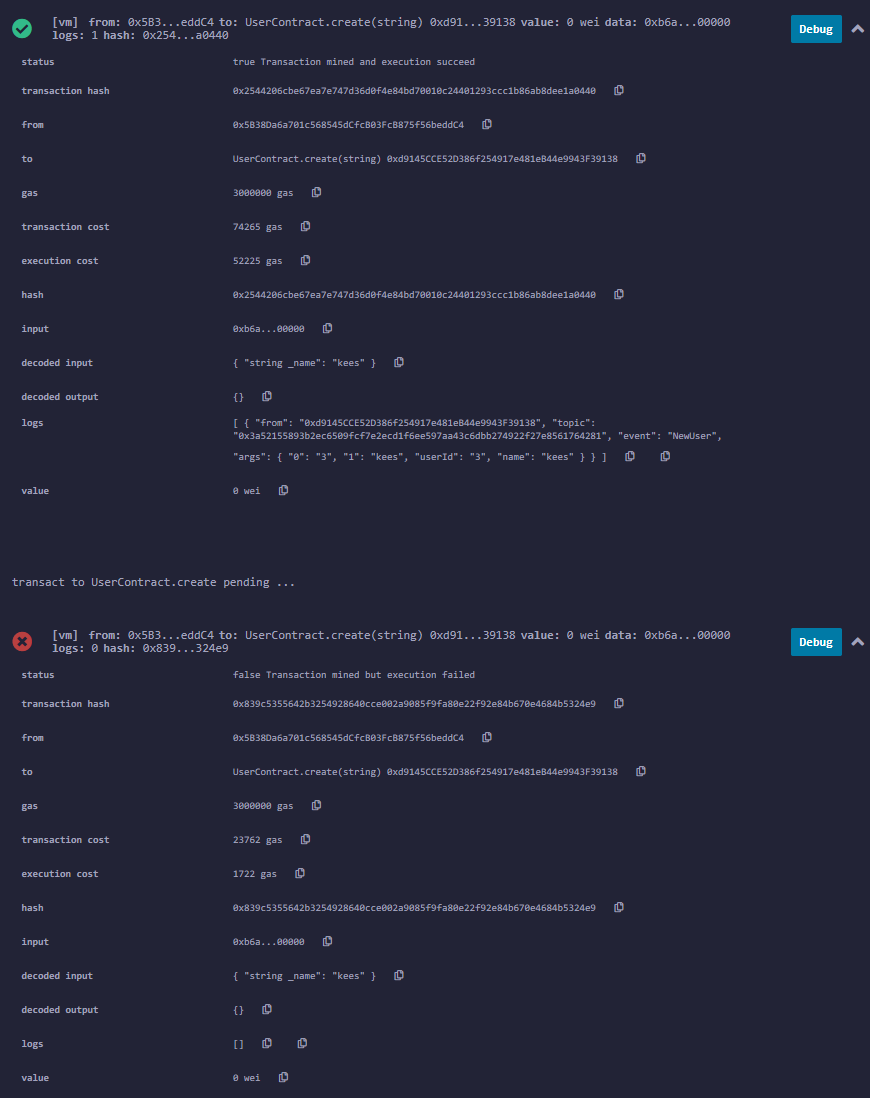 [vm] from: 0x5B3...eddC4 to: UserContract.create(string) 0xd91...39138 value: 0 wei data: 0xb6a...00000
logs: 1 hash: 0x254...a0440
Debug
status true Transaction mined and execution succeed
transaction hash 0x2544206cbe67ea7e747d36d0f4e84bd70010c24401293ccc1b86ab8dee1a0440
from 0x5B38Da6a701c568545dCfcB03FcB875f56beddC4
to UserContract.create(string) 0xd9145CCE52D386f254917e481eB44e9943F39138
gas 3000000 gas
transaction cost 74265 gas
execution cost 52225 gas
hash 0x2544206cbe67ea7e747d36d0f4e84bd70010c24401293ccc1b86ab8dee1a0440
input 0xb6a...00000
decoded input { "string _name": "kees" }
decoded output {}
logs [ { "from": "0xd9145CCE52D386f254917e481eB44e9943F39138", "topic":
"0x3a52155893b2ec6509fcf7e2ecd1f6ee597aa43c6dbb274922f27e8561764281", "event": "NewUser",
"args": { "0": "3", "1": "kees", "userId": "3", "name": "kees" } } ]
value 0 wei
transact to UserContract.create pending ...
[vm] from: 0x5B3...eddC4 to: UserContract.create(string) 0xd91...39138 value: 0 wei data: 0xb6a...00000
logs: 0 hash: 0x839...324e9
Debug
status false Transaction mined but execution failed
transaction hash 0x839c5355642b3254928640cce002a9085f9fa80e22f92e84b670e4684b5324e9
from 0x5B38Da6a701c568545dCfcB03FcB875f56beddC4
to UserContract.create(string) 0xd9145CCE52D386f254917e481eB44e9943F39138
gas 3000000 gas
transaction cost 23762 gas
execution cost 1722 gas
hash 0x839c5355642b3254928640cce002a9085f9fa80e22f92e84b670e4684b5324e9
input 0xb6a...00000
decoded input { "string _name": "kees" }
decoded output {}
logs []
value 0 wei